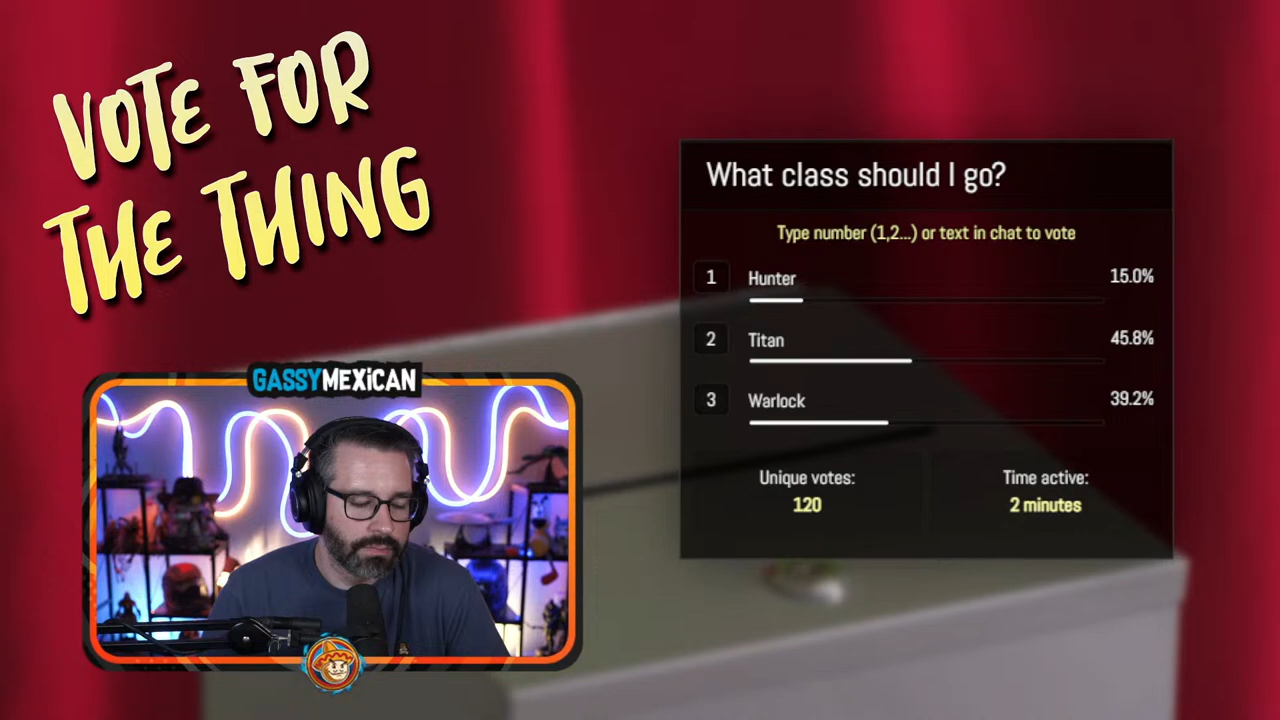 VOTE FOR
THE THING
What class should I go?
Type number (1,2...) or text in chat to vote
1 Hunter 15.0%
2 Titan 45.8%
3 Warlock 39.2%
Unique votes: Time active:
120 2 minutes
GASSYMEXiCAN